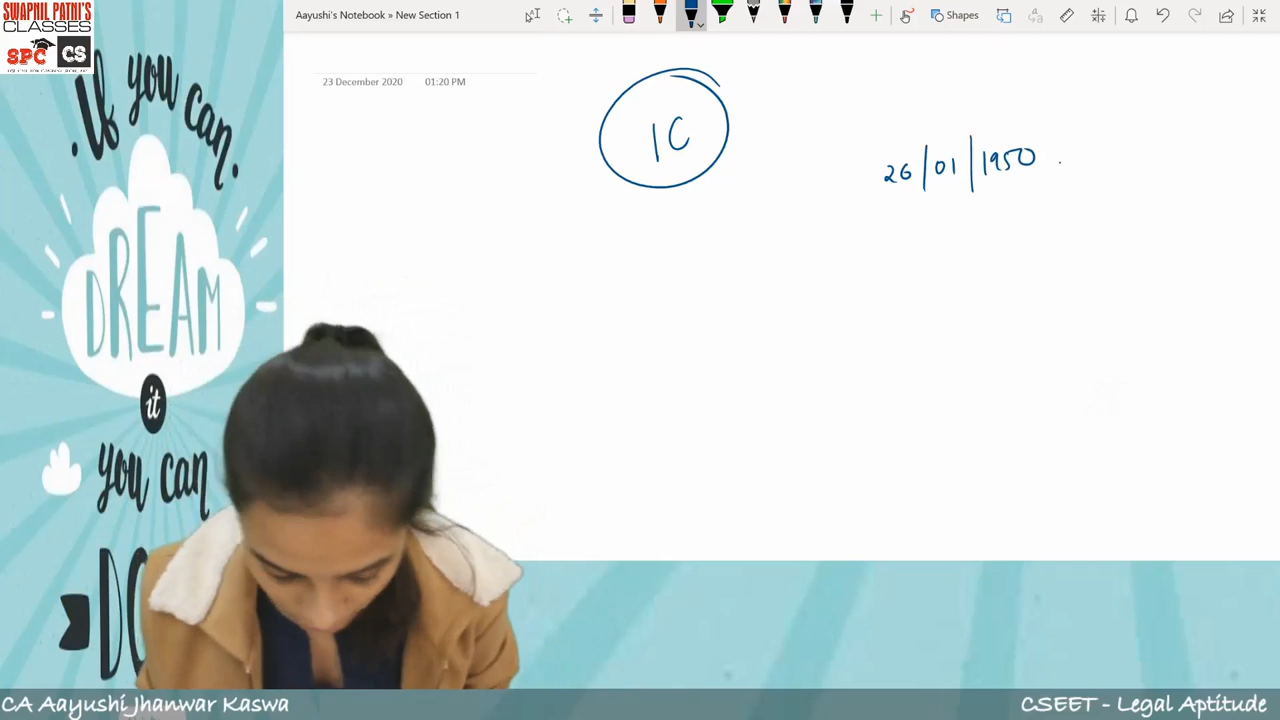 SWAPNIL PATNI'S
CLASSES
SPC CS
Aayushi's Notebook » New Section 1
Shapes
23 December 2020 01:20 PM
IC
26/01/1950
If you can
DREAM
it
you can
DO
CA Aayushi Jhanwar Kaswa
CSEET - Legal Aptitude